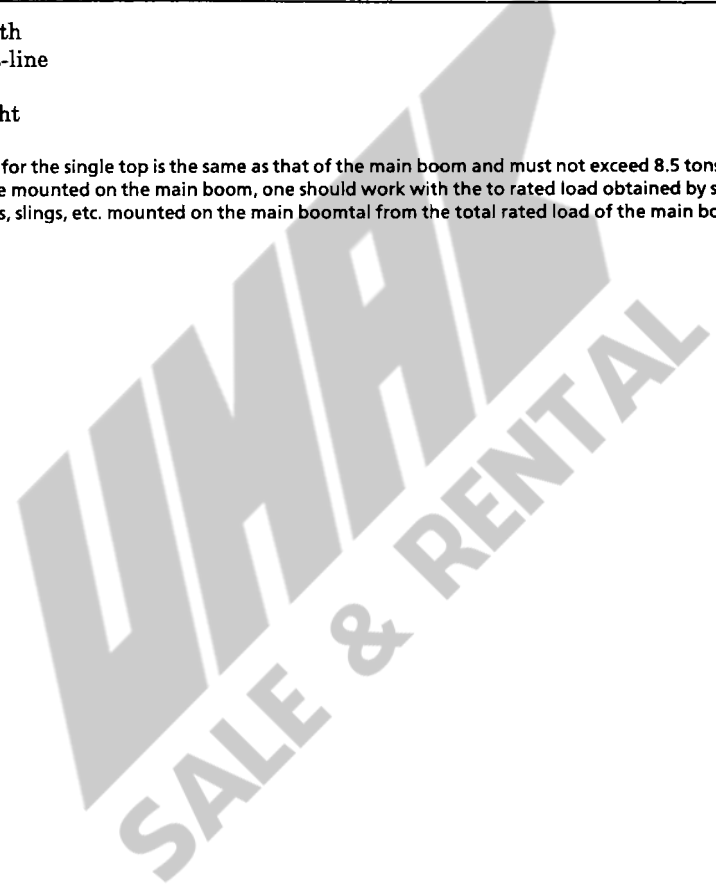 th
-line
ht
for the single top is the same as that of the main boom and must not exceed 8.5 tons
e mounted on the main boom, one should work with the to rated load obtained by s
s, slings, etc. mounted on the main boomtal from the total rated load of the main bo
UMAC
SALE & RENTAL